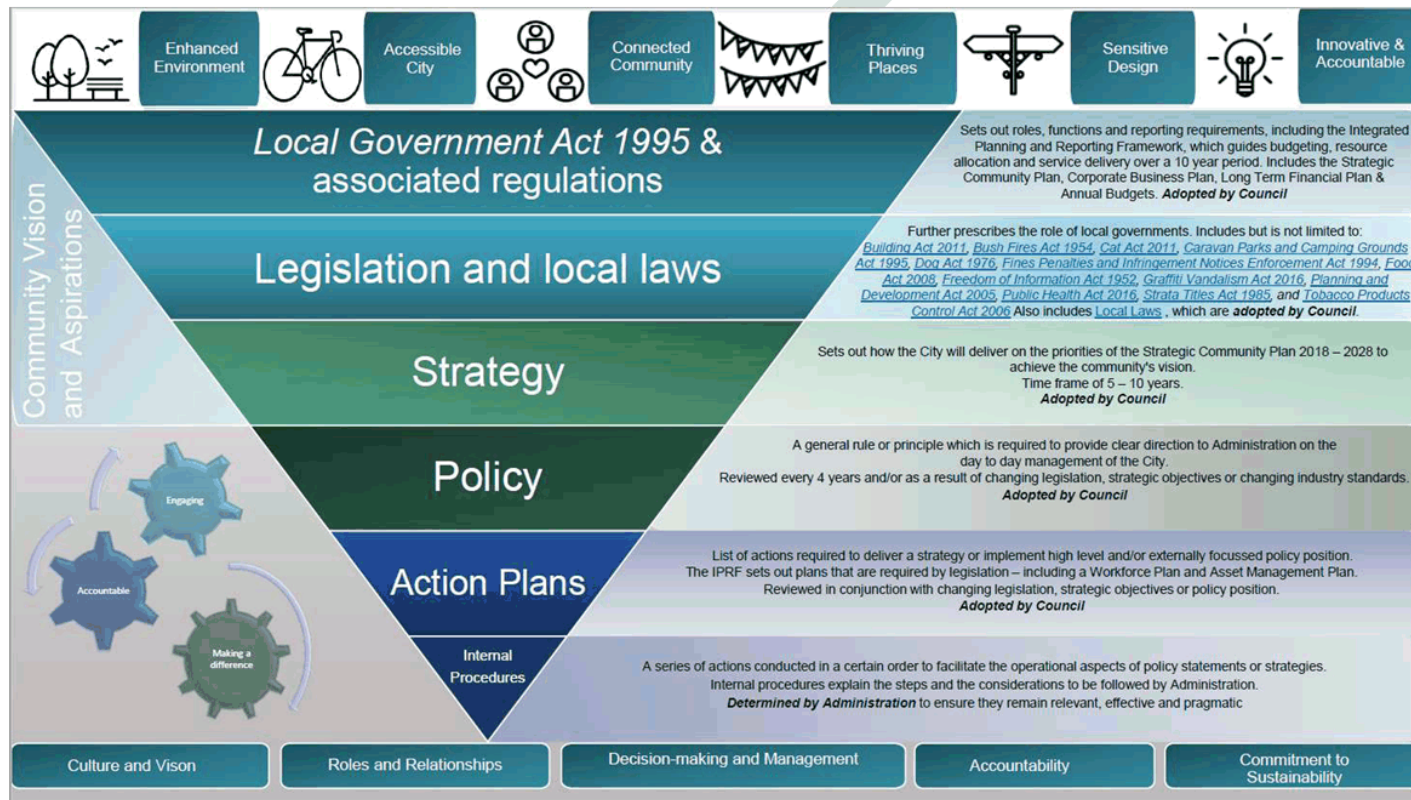 Enhanced
Environment
Accessible
City
Connected
Community
Thriving
Places
Sensitive
Design
Innovative &
Accountable
Community Vision
and Aspirations
Local Government Act 1995 &
associated regulations
Sets out roles, functions and reporting requirements, including the Integrated
Planning and Reporting Framework, which guides budgeting, resource
allocation and service delivery over a 10 year period. Includes the Strategic
Community Plan, Corporate Business Plan, Long Term Financial Plan &
Annual Budgets. Adopted by Council
Legislation and local laws
Further prescribes the role of local governments. Includes but is not limited to:
Building Act 2011, Bush Fires Act 1954, Cat Act 2011, Caravan Parks and Camping Grounds
Act 1995, Dog Act 1976, Fines Penalties and Infringement Notices Enforcement Act 1994, Food
Act 2008, Freedom of Information Act 1952, Graffiti Vandalism Act 2016, Planning and
Development Act 2005, Public Health Act 2016, Strata Titles Act 1985, and Tobacco Products
Control Act 2006 Also includes Local Laws , which are adopted by Council.
Strategy
Sets out how the City will deliver on the priorities of the Strategic Community Plan 2018 – 2028 to
achieve the community's vision.
Time frame of 5 – 10 years.
Adopted by Council
Policy
A general rule or principle which is required to provide clear direction to Administration on the
day to day management of the City.
Reviewed every 4 years and/or as a result of changing legislation, strategic objectives or changing industry standards.
Adopted by Council
Engaging
Accountable
Making a
difference
Action Plans
List of actions required to deliver a strategy or implement high level and/or externally focussed policy position.
The IPRF sets out plans that are required by legislation – including a Workforce Plan and Asset Management Plan.
Reviewed in conjunction with changing legislation, strategic objectives or policy position.
Adopted by Council
Internal
Procedures
A series of actions conducted in a certain order to facilitate the operational aspects of policy statements or strategies.
Internal procedures explain the steps and the considerations to be followed by Administration.
Determined by Administration to ensure they remain relevant, effective and pragmatic
Culture and Vison
Roles and Relationships
Decision-making and Management
Accountability
Commitment to
Sustainability